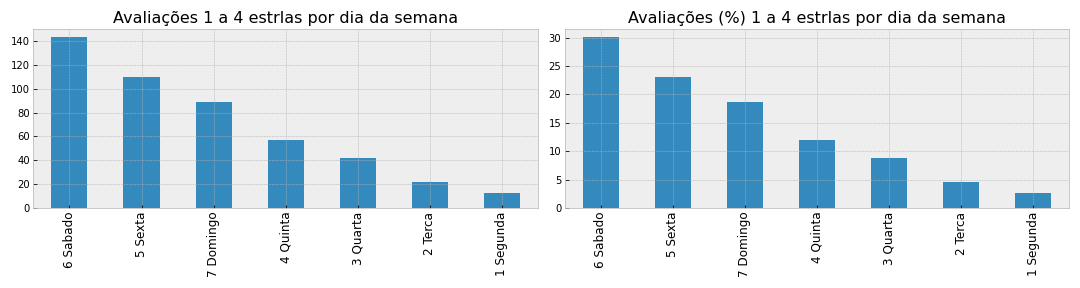 Avaliações 1 a 4 estrlas por dia da semana
140
120
100
80
60
40
20
0
6 Sabado
5 Sexta
7 Domingo
4 Quinta
3 Quarta
2 Terca
1 Segunda
Avaliações (%) 1 a 4 estrlas por dia da semana
30
25
20
15
10
5
0
6 Sabado
5 Sexta
7 Domingo
4 Quinta
3 Quarta
2 Terca
1 Segunda